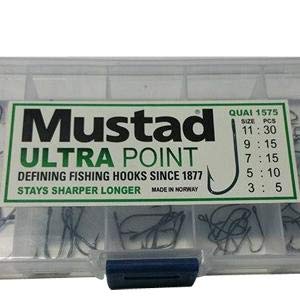 Mustad
ULTRA POINT
DEFINING FISHING HOOKS SINCE 1877
STAYS SHARPER LONGER
MADE IN NORWAY
QUAI 1575
SIZE PCS
11 : 30
9 : 15
7 : 15
5 : 10
3 : 5